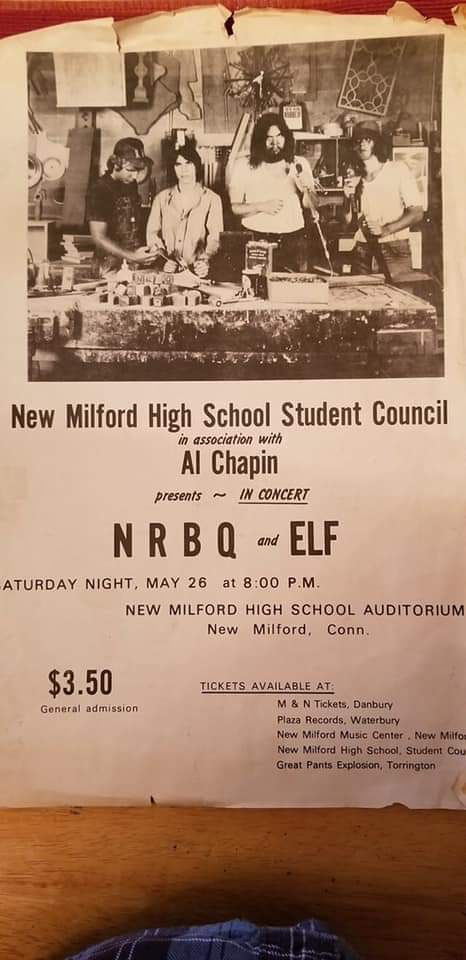 New Milford High School Student Council
in association with
Al Chapin
presents ~ IN CONCERT
N R B Q and ELF
ATURDAY NIGHT, MAY 26 at 8:00 P.M.
NEW MILFORD HIGH SCHOOL AUDITORIUM
New Milford, Conn.
$3.50
General admission
TICKETS AVAILABLE AT:
M & N Tickets, Danbury
Plaza Records, Waterbury
New Milford Music Center , New Milfo
New Milford High School, Student Cou
Great Pants Explosion, Torrington